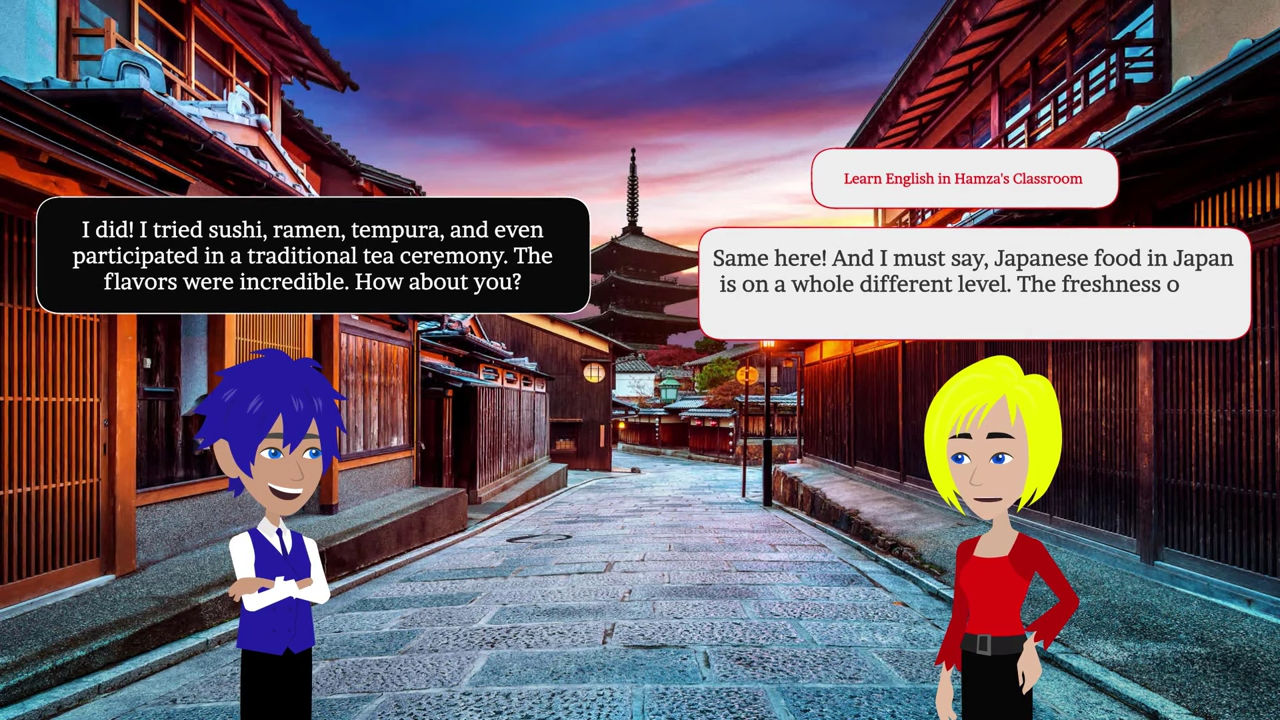 Learn English in Hamza's Classroom
I did! I tried sushi, ramen, tempura, and even
participated in a traditional tea ceremony. The
flavors were incredible. How about you?
Same here! And I must say, Japanese food in Japan
is on a whole different level. The freshness o